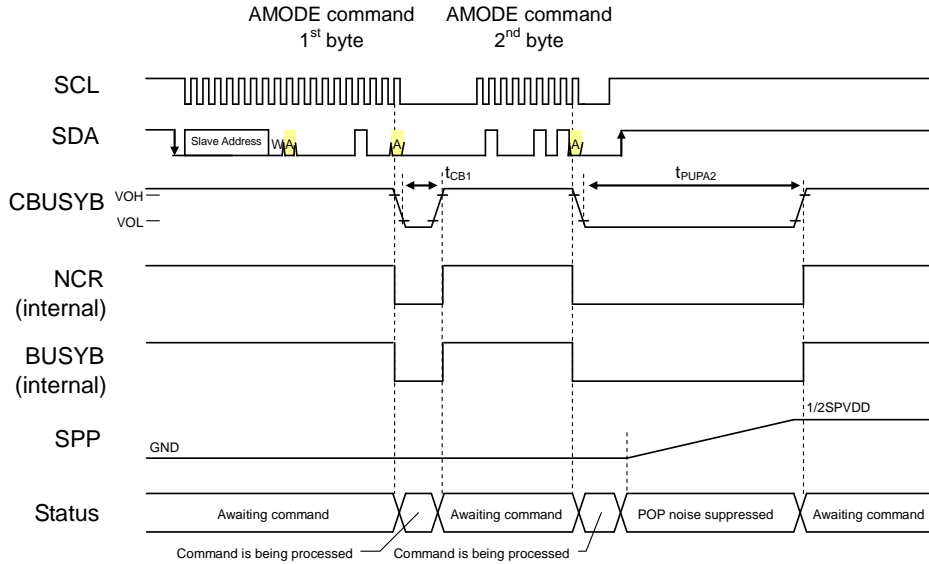 AMODE command
1st byte
AMODE command
2nd byte
SCL
SDA
Slave Address
W
A
A
A
tCB1
tPUPA2
CBUSYB
VOH
VOL
NCR
(internal)
BUSYB
(internal)
1/2SPVDD
SPP
GND
Status
Awaiting command
Awaiting command
POP noise suppressed
Awaiting command
Command is being processed
Command is being processed